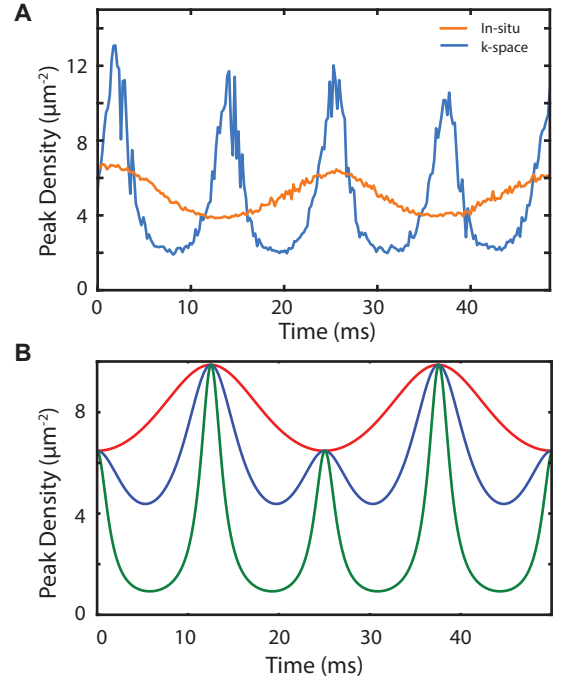 A
In-situ
k-space
12
8
4
0
Peak Density (μm⁻²)
0 10 20 30 40
Time (ms)
B
8
4
0
Peak Density (μm⁻²)
0 10 20 30 40
Time (ms)